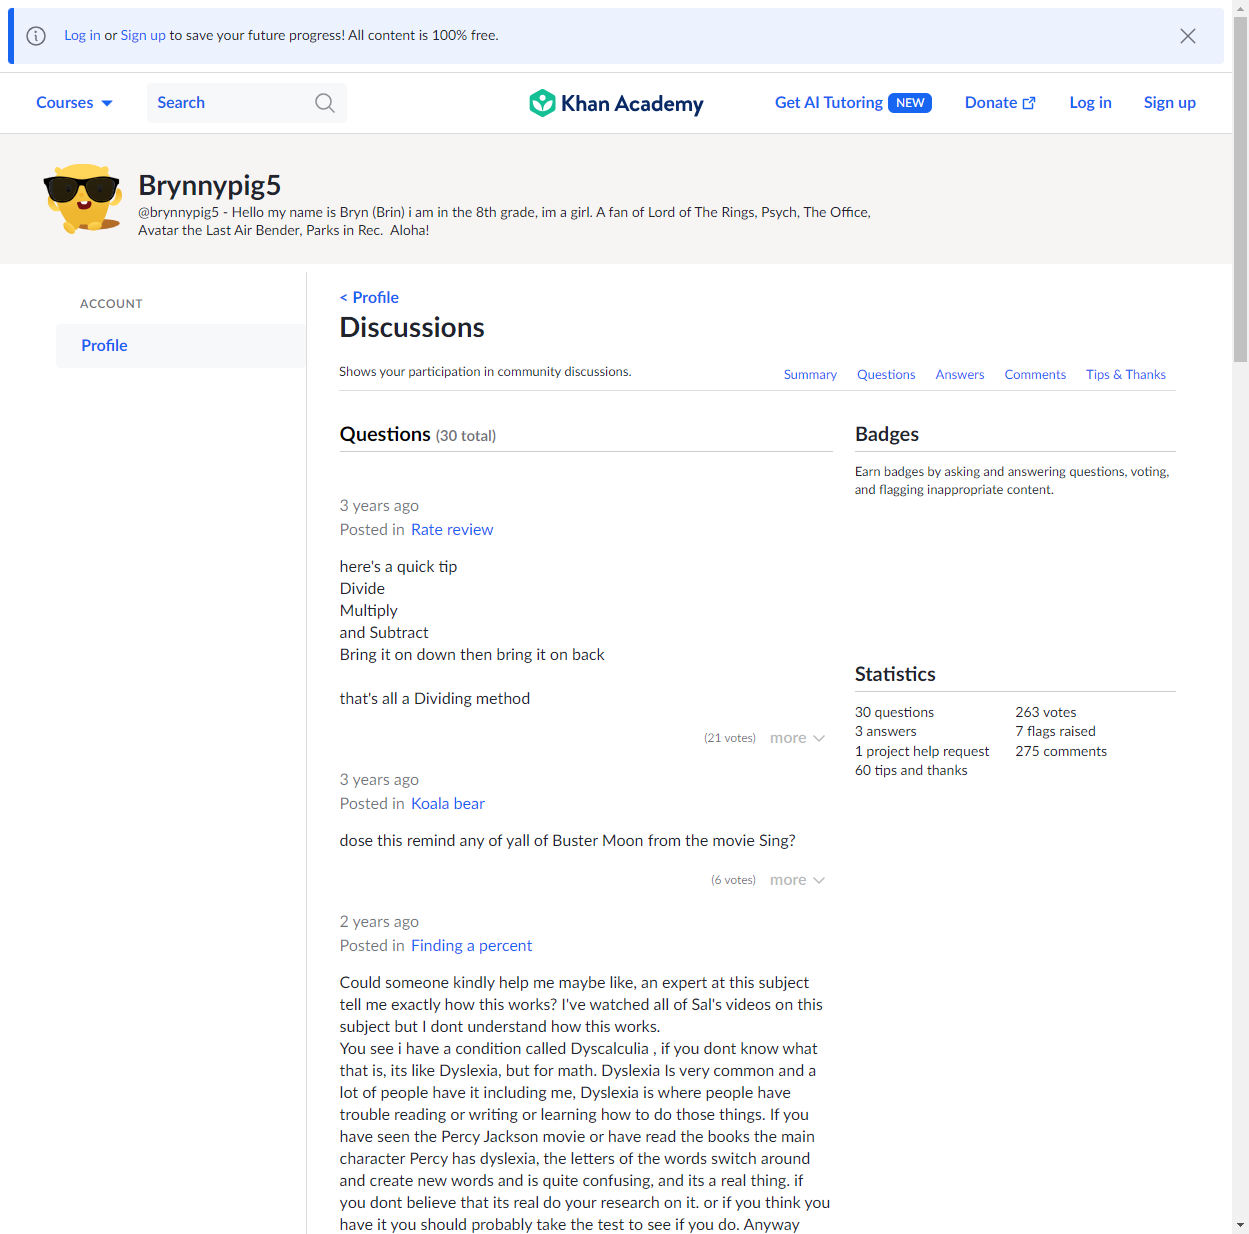 Log in or Sign up to save your future progress! All content is 100% free.
Courses
Search
Khan Academy
Get AI Tutoring NEW
Donate
Log in
Sign up
Brynnypig5
@brynnypig5 - Hello my name is Bryn (Brin) i am in the 8th grade, im a girl. A fan of Lord of The Rings, Psych, The Office,
Avatar the Last Air Bender, Parks in Rec.  Aloha!
ACCOUNT
Profile
< Profile
Discussions
Shows your participation in community discussions.
Summary
Questions
Answers
Comments
Tips & Thanks
Questions (30 total)
3 years ago
Posted in Rate review
here's a quick tip
Divide
Multiply
and Subtract
Bring it on down then bring it on back
that's all a Dividing method
(21 votes) more
3 years ago
Posted in Koala bear
dose this remind any of yall of Buster Moon from the movie Sing?
(6 votes) more
2 years ago
Posted in Finding a percent
Could someone kindly help me maybe like, an expert at this subject
tell me exactly how this works? I've watched all of Sal's videos on this
subject but I dont understand how this works.
You see i have a condition called Dyscalculia , if you dont know what
that is, its like Dyslexia, but for math. Dyslexia Is very common and a
lot of people have it including me, Dyslexia is where people have
trouble reading or writing or learning how to do those things. If you
have seen the Percy Jackson movie or have read the books the main
character Percy has dyslexia, the letters of the words switch around
and create new words and is quite confusing, and its a real thing. if
you dont believe that its real do your research on it. or if you think you
have it you should probably take the test to see if you do. Anyway
Badges
Earn badges by asking and answering questions, voting,
and flagging inappropriate content.
Statistics
30 questions
3 answers
1 project help request
60 tips and thanks
263 votes
7 flags raised
275 comments